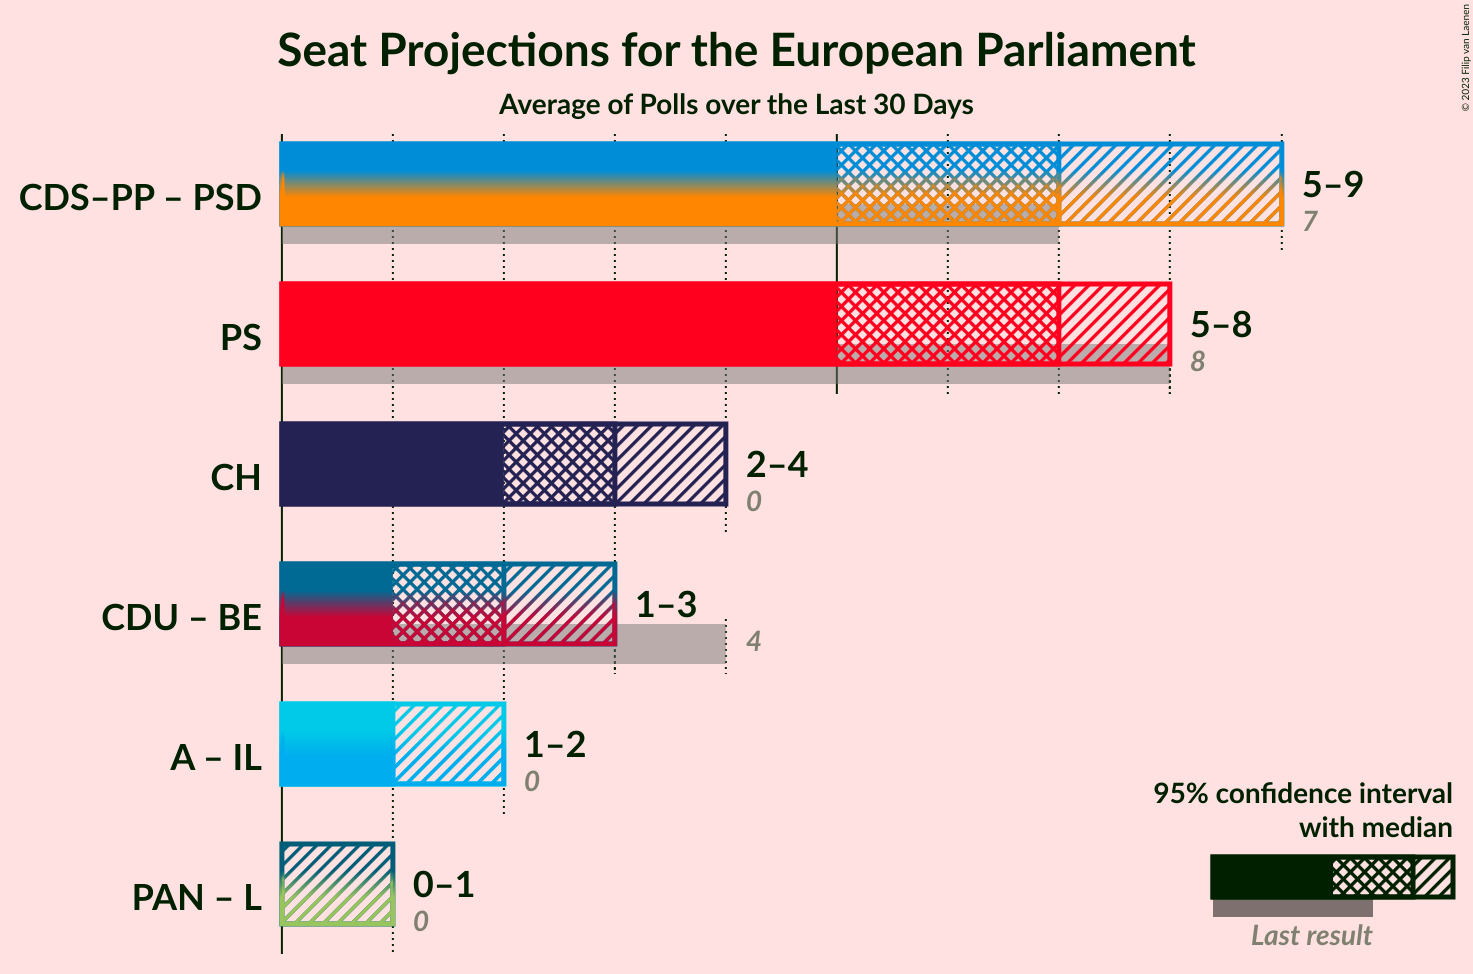 Seat Projections for the European Parliament
Average of Polls over the Last 30 Days
© 2023 Filip van Laenen
CDS–PP – PSD
5–9
7
PS
5–8
8
CH
2–4
0
CDU – BE
1–3
4
A – IL
1–2
0
PAN – L
0–1
0
95% confidence interval
with median
Last result